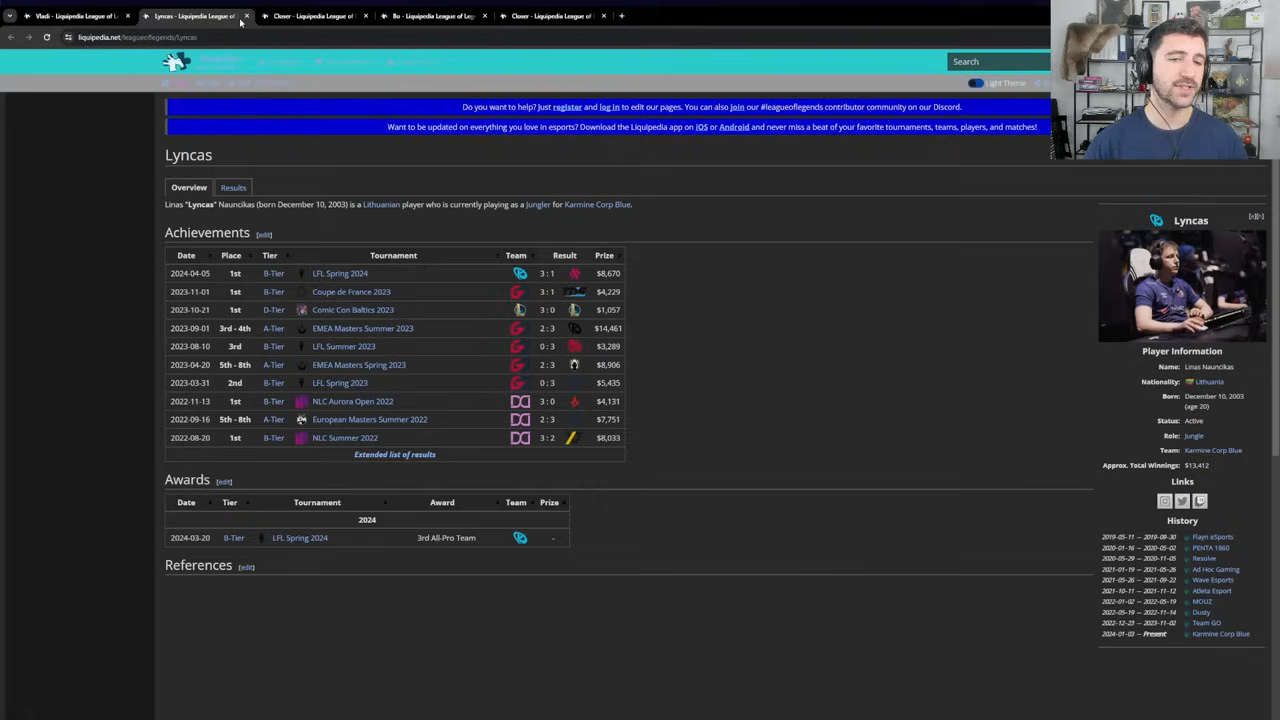 Vladi - Liquipedia League of L
Lyncas - Liquipedia League of
Closer - Liquipedia League of
Bo - Liquipedia League of Leg
Closer - Liquipedia League of
liquipedia.net/leagueoflegends/Lyncas
Search
Light Theme
Do you want to help? Just register and log in to edit our pages. You can also join our #leagueoflegends contributor community on our Discord.
Want to be updated on everything you love in esports? Download the Liquipedia app on iOS or Android and never miss a beat of your favorite tournaments, teams, players, and matches!
Lyncas
Overview Results
Linas "Lyncas" Nauncikas (born December 10, 2003) is a Lithuanian player who is currently playing as a Jungler for Karmine Corp Blue.
Achievements [edit]
Date Place Tier Tournament Team Result Prize
2024-04-05 1st B-Tier LFL Spring 2024 3 : 1 $8,670
2023-11-01 1st B-Tier Coupe de France 2023 3 : 1 $4,229
2023-10-21 1st D-Tier Comic Con Baltics 2023 3 : 0 $1,057
2023-09-01 3rd - 4th A-Tier EMEA Masters Summer 2023 2 : 3 $14,461
2023-08-10 3rd B-Tier LFL Summer 2023 0 : 3 $3,289
2023-04-20 5th - 8th A-Tier EMEA Masters Spring 2023 2 : 3 $8,906
2023-03-31 2nd B-Tier LFL Spring 2023 0 : 3 $5,435
2022-11-13 1st B-Tier NLC Aurora Open 2022 3 : 0 $4,131
2022-09-16 5th - 8th A-Tier European Masters Summer 2022 2 : 3 $7,751
2022-08-20 1st B-Tier NLC Summer 2022 3 : 2 $8,033
Extended list of results
Awards [edit]
Date Tier Tournament Award Team Prize
2024
2024-03-20 B-Tier LFL Spring 2024 3rd All-Pro Team -
References [edit]
Lyncas
Player Information
Name: Linas Nauncikas
Nationality: Lithuania
Born: December 10, 2003
(age 20)
Status: Active
Role: Jungle
Team: Karmine Corp Blue
Approx. Total Winnings: $13,412
Links
History
2019-05-11 — 2019-09-30 Flayn eSports
2020-01-16 — 2020-05-02 PENTA 1860
2020-05-29 — 2020-11-05 Resolve
2021-01-19 — 2021-05-26 Ad Hoc Gaming
2021-05-26 — 2021-09-22 Wave Esports
2021-10-11 — 2021-11-12 Atleta Esport
2022-01-02 — 2022-05-19 MOUZ
2022-05-19 — 2022-11-14 Dusty
2022-12-23 — 2023-11-02 Team GO
2024-01-03 — Present Karmine Corp Blue